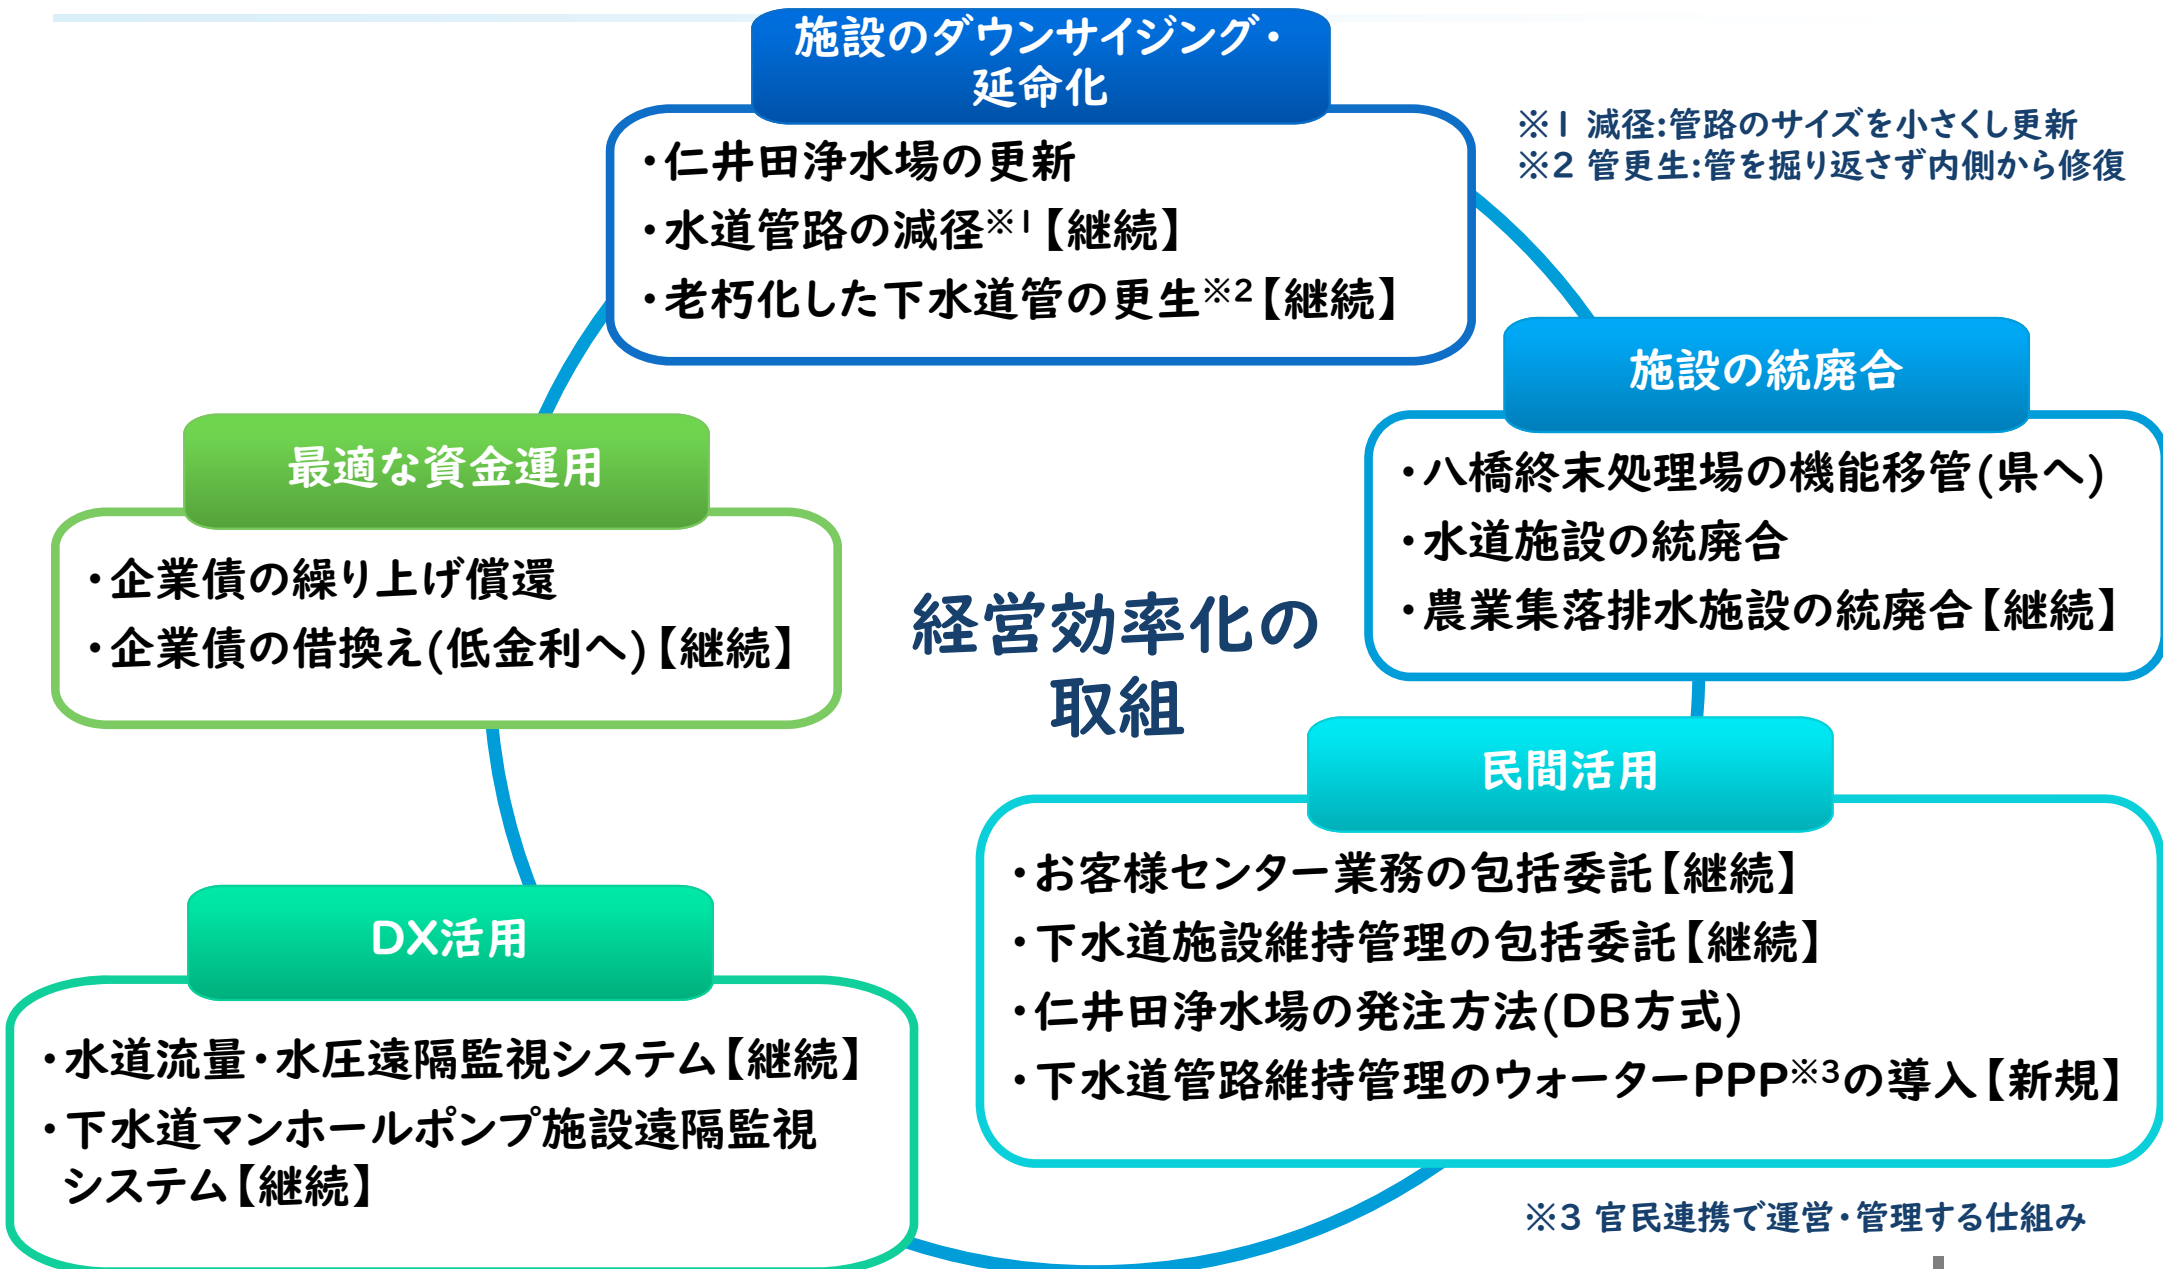 施設のダウンサイジング・
延命化
・仁井田浄水場の更新
・水道管路の減径※1【継続】
・老朽化した下水道管の更生※2【継続】
※1 減径:管路のサイズを小さくし更新
※2 管更生:管を掘り返さず内側から修復
施設の統廃合
・八橋終末処理場の機能移管(県へ)
・水道施設の統廃合
・農業集落排水施設の統廃合【継続】
最適な資金運用
・企業債の繰り上げ償還
・企業債の借換え(低金利へ)【継続】
経営効率化の
取組
民間活用
・お客様センター業務の包括委託【継続】
・下水道施設維持管理の包括委託【継続】
・仁井田浄水場の発注方法(DB方式)
・下水道管路維持管理のウォーターPPP※3の導入【新規】
DX活用
・水道流量・水圧遠隔監視システム【継続】
・下水道マンホールポンプ施設遠隔監視
システム【継続】
※3 官民連携で運営・管理する仕組み